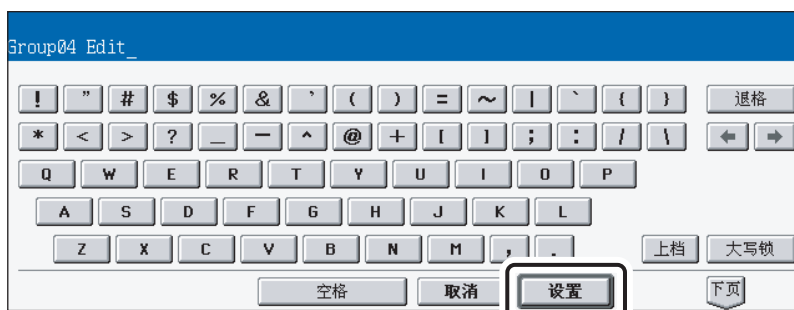 Group04 Edit_
! " # $ % & ' ( ) = ~ | ` { } 退格
* < > ? _ - ^ @ + [ ] ; : / \ ← →
Q W E R T Y U I O P
A S D F G H J K L
Z X C V B N M , . 上档 大写锁
空格 取消 设置 下页